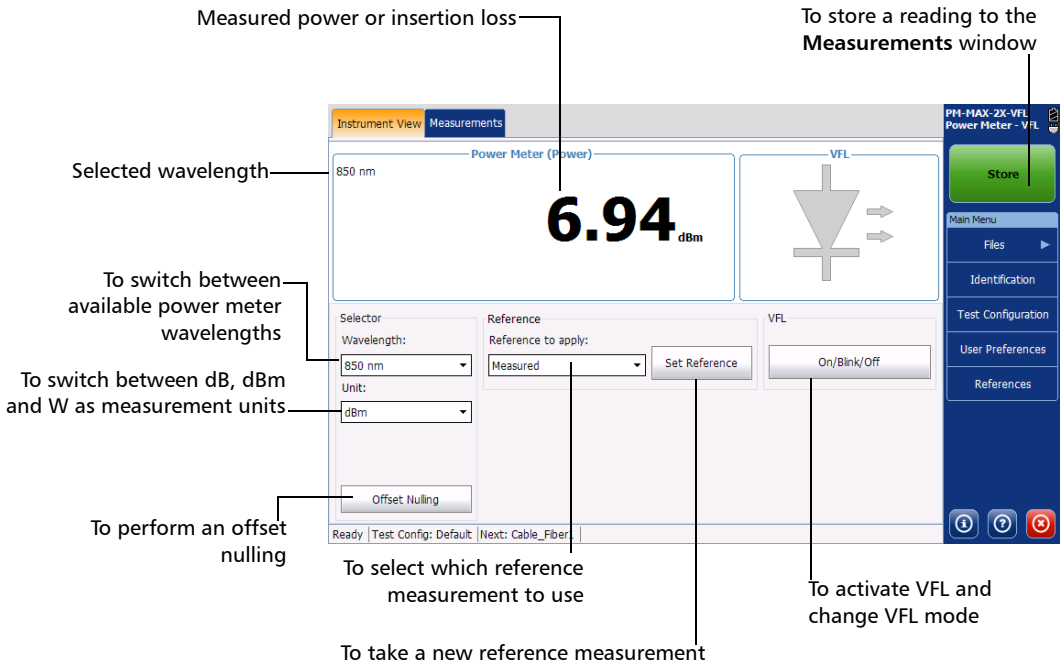 Measured power or insertion loss
To store a reading to the
Measurements window
Instrument View
Measurements
PM-MAX-2X-VFL
Power Meter - VFL
Selected wavelength
Power Meter (Power)
850 nm
6.94 dBm
VFL
Store
Main Menu
Files
Identification
Test Configuration
User Preferences
References
To switch between
available power meter
wavelengths
Selector
Wavelength:
850 nm
Unit:
dBm
Reference
Reference to apply:
Measured
Set Reference
VFL
On/Blink/Off
To switch between dB, dBm
and W as measurement units
Offset Nulling
To perform an offset
nulling
Ready
Test Config: Default
Next: Cable_Fiber1
To select which reference
measurement to use
To activate VFL and
change VFL mode
To take a new reference measurement